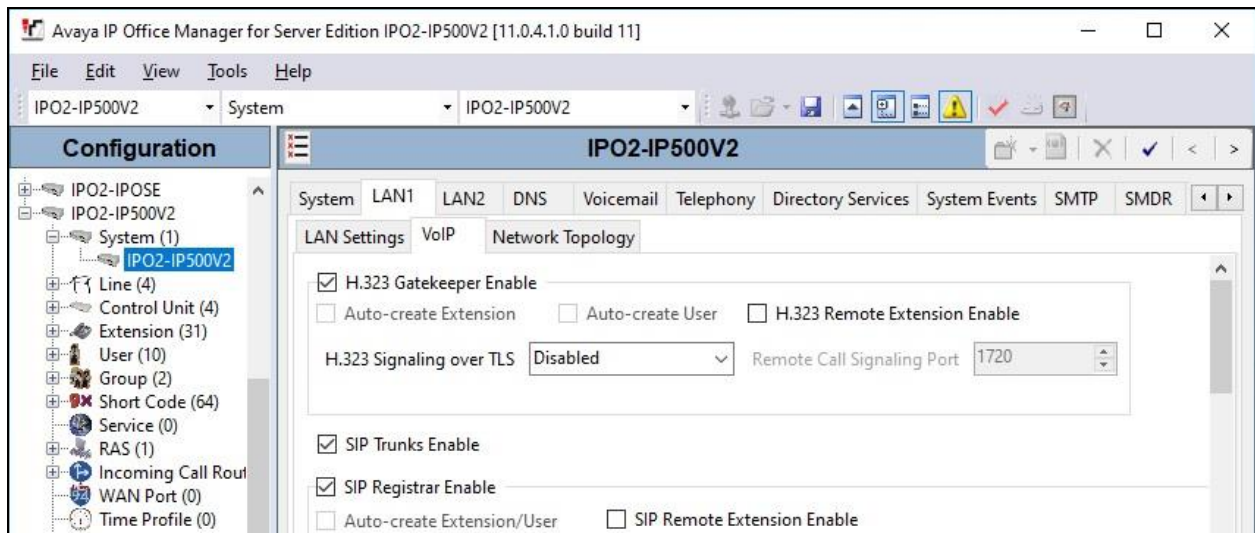 Avaya IP Office Manager for Server Edition IPO2-IP500V2 [11.0.4.1.0 build 11]
File Edit View Tools Help
IPO2-IP500V2 System IPO2-IP500V2
Configuration
IPO2-IPOSE
IPO2-IP500V2
System (1)
IPO2-IP500V2
Line (4)
Control Unit (4)
Extension (31)
User (10)
Group (2)
Short Code (64)
Service (0)
RAS (1)
Incoming Call Rout
WAN Port (0)
Time Profile (0)
IPO2-IP500V2
System LAN1 LAN2 DNS Voicemail Telephony Directory Services System Events SMTP SMDR
LAN Settings VoIP Network Topology
H.323 Gatekeeper Enable
Auto-create Extension Auto-create User H.323 Remote Extension Enable
H.323 Signaling over TLS Disabled Remote Call Signaling Port 1720
SIP Trunks Enable
SIP Registrar Enable
Auto-create Extension/User SIP Remote Extension Enable